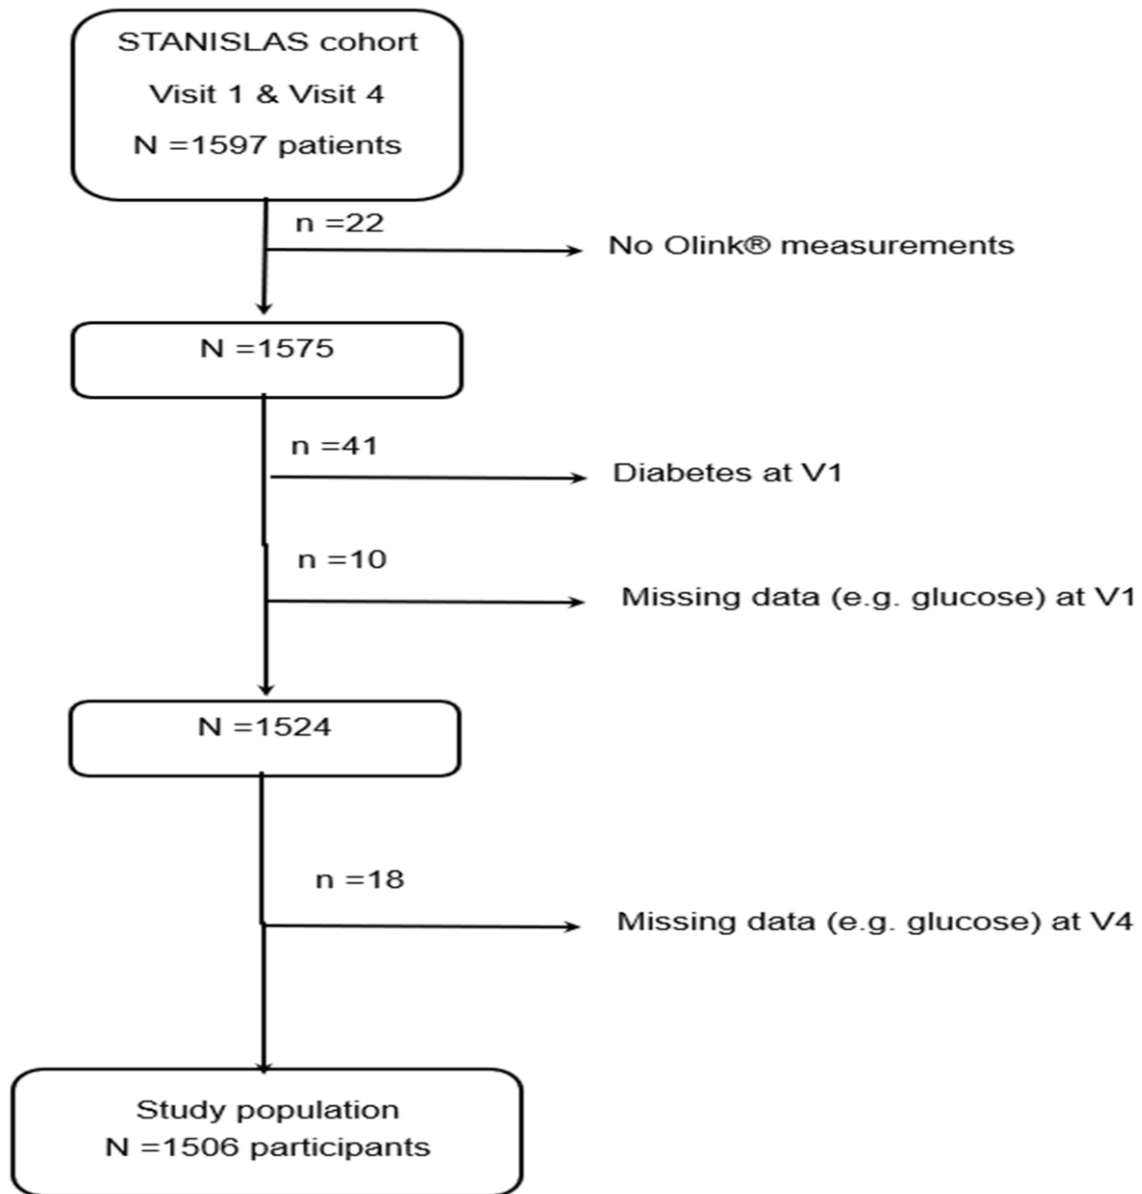 STANISLAS cohort
Visit 1 & Visit 4
N =1597 patients
n =22
No Olink® measurements
N =1575
n =41
Diabetes at V1
n =10
Missing data (e.g. glucose) at V1
N =1524
n =18
Missing data (e.g. glucose) at V4
Study population
N =1506 participants